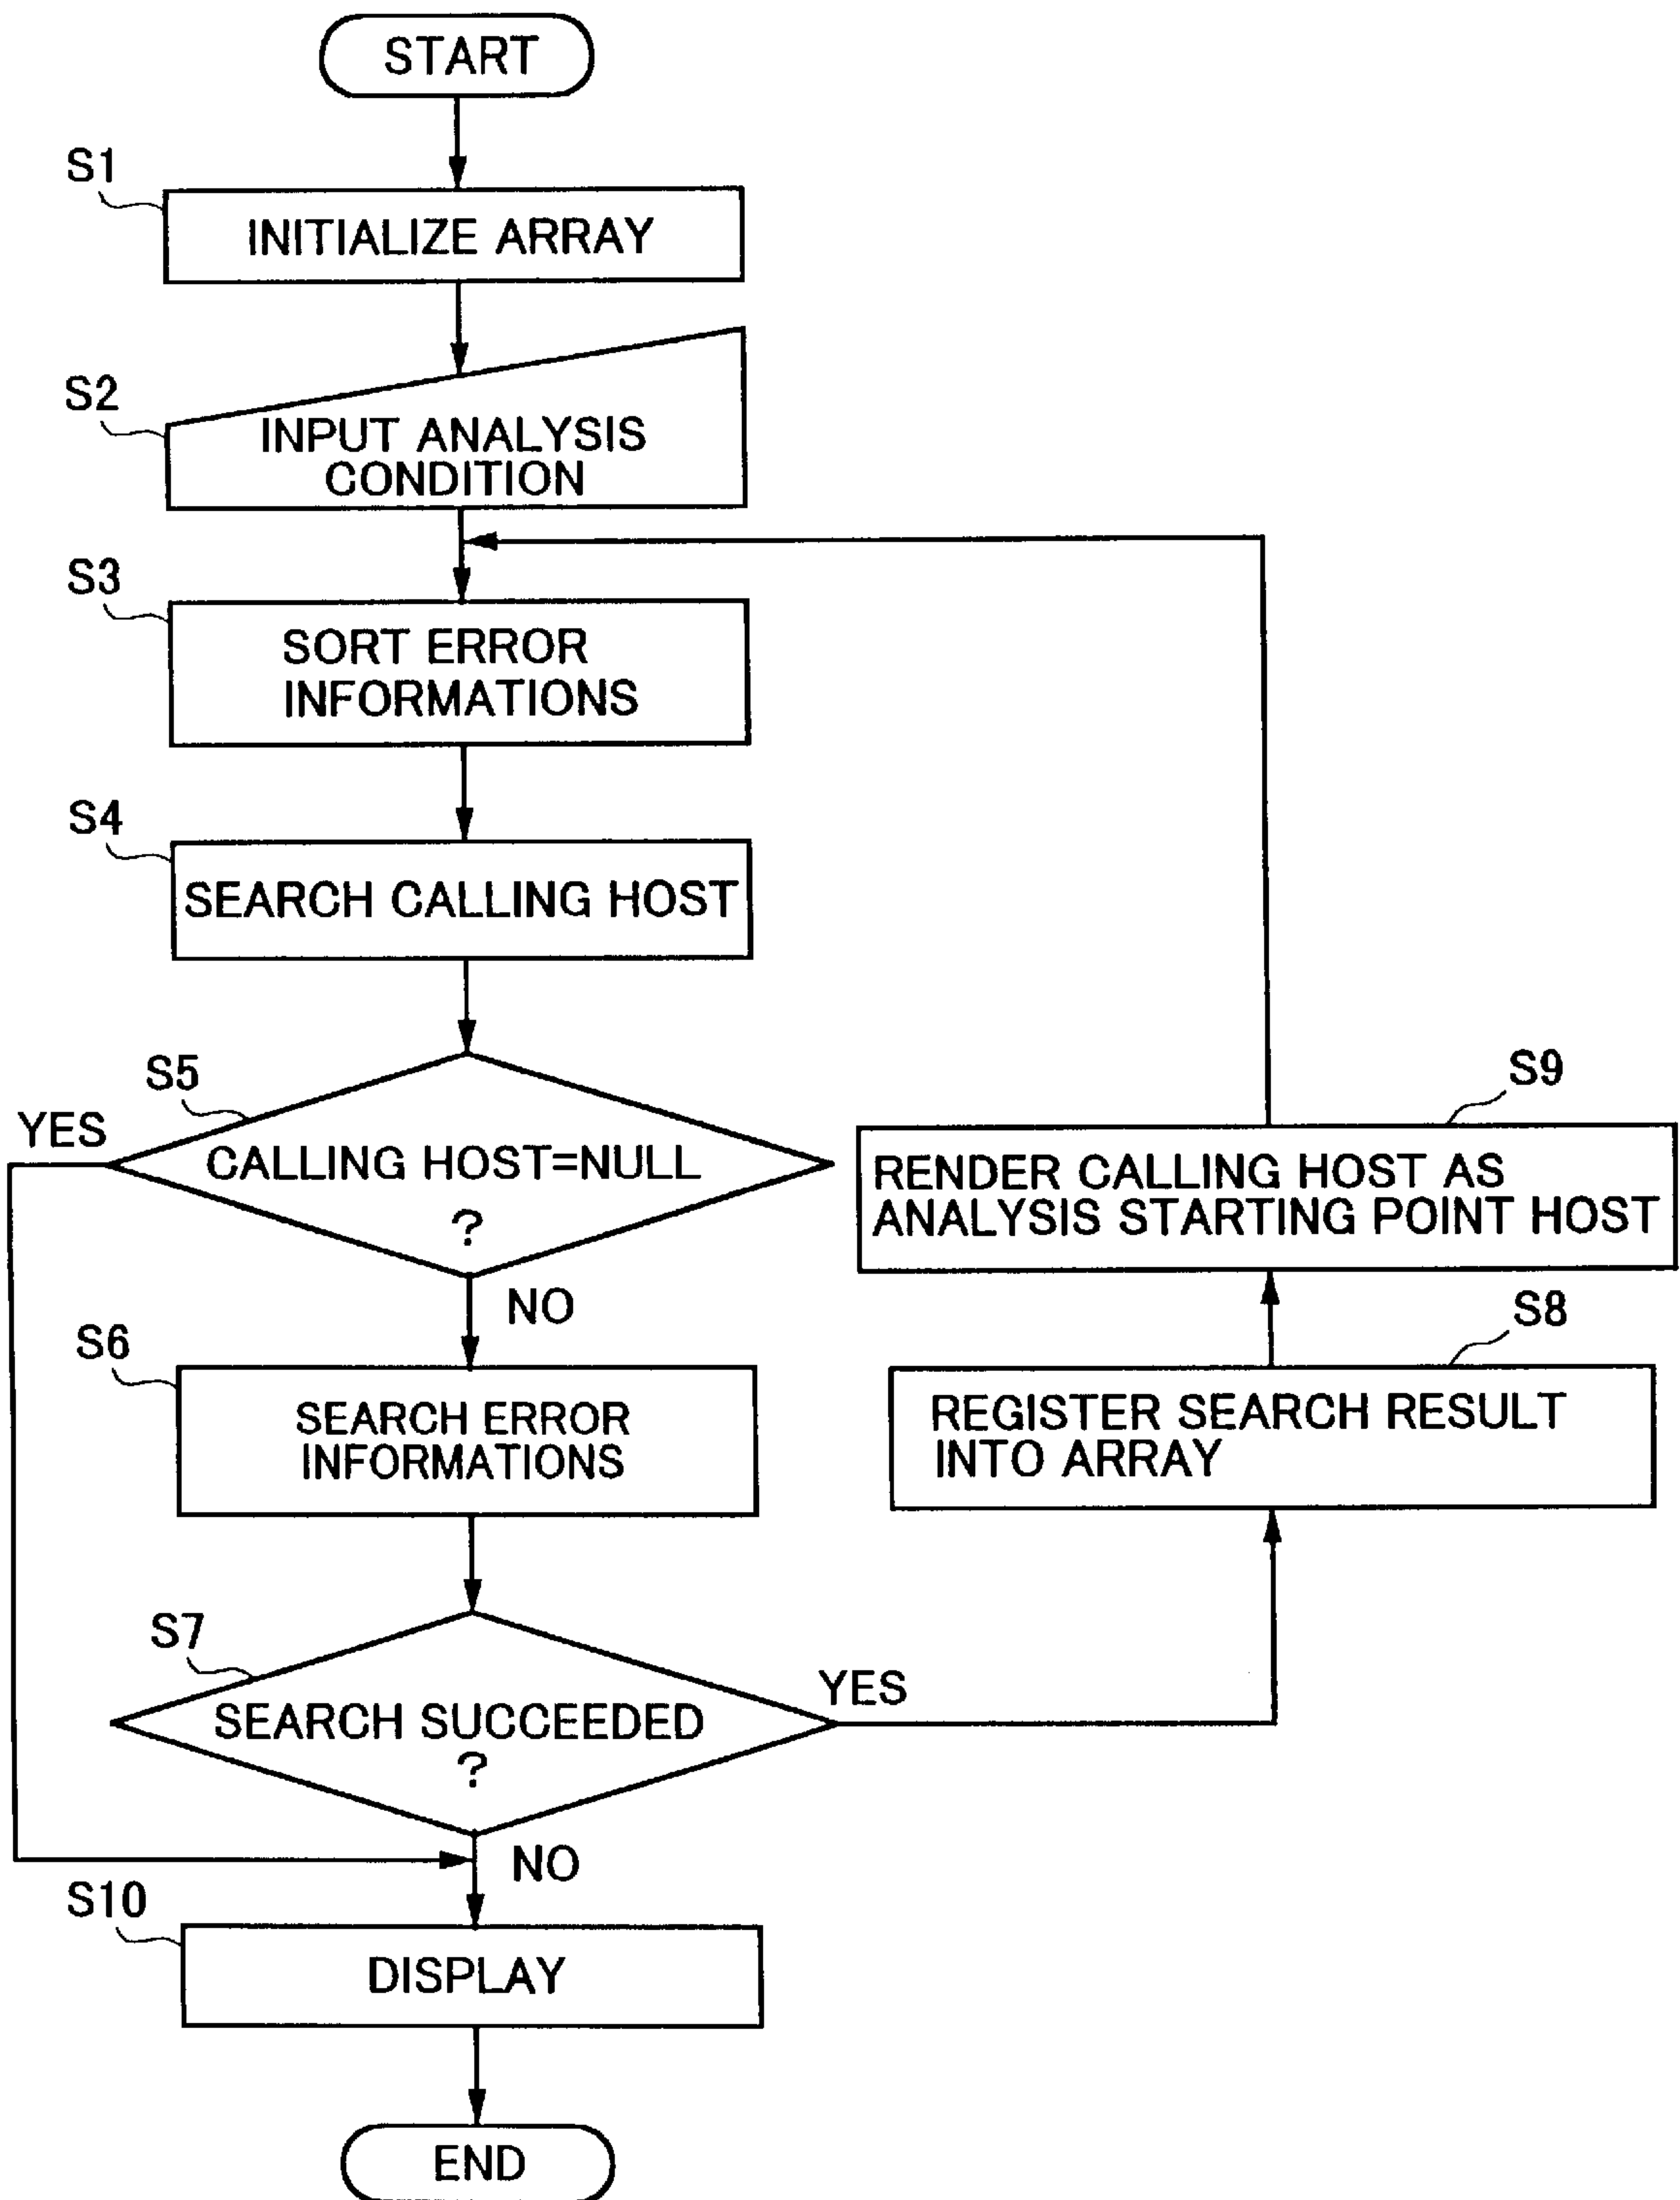 START
S1
INITIALIZE ARRAY
S2
INPUT ANALYSIS
CONDITION
S3
SORT ERROR
INFORMATIONS
S4
SEARCH CALLING HOST
S5
YES
CALLING HOST=NULL
?
NO
S6
SEARCH ERROR
INFORMATIONS
S7
SEARCH SUCCEEDED
?
YES
NO
S8
REGISTER SEARCH RESULT
INTO ARRAY
S9
RENDER CALLING HOST AS
ANALYSIS STARTING POINT HOST
S10
DISPLAY
END